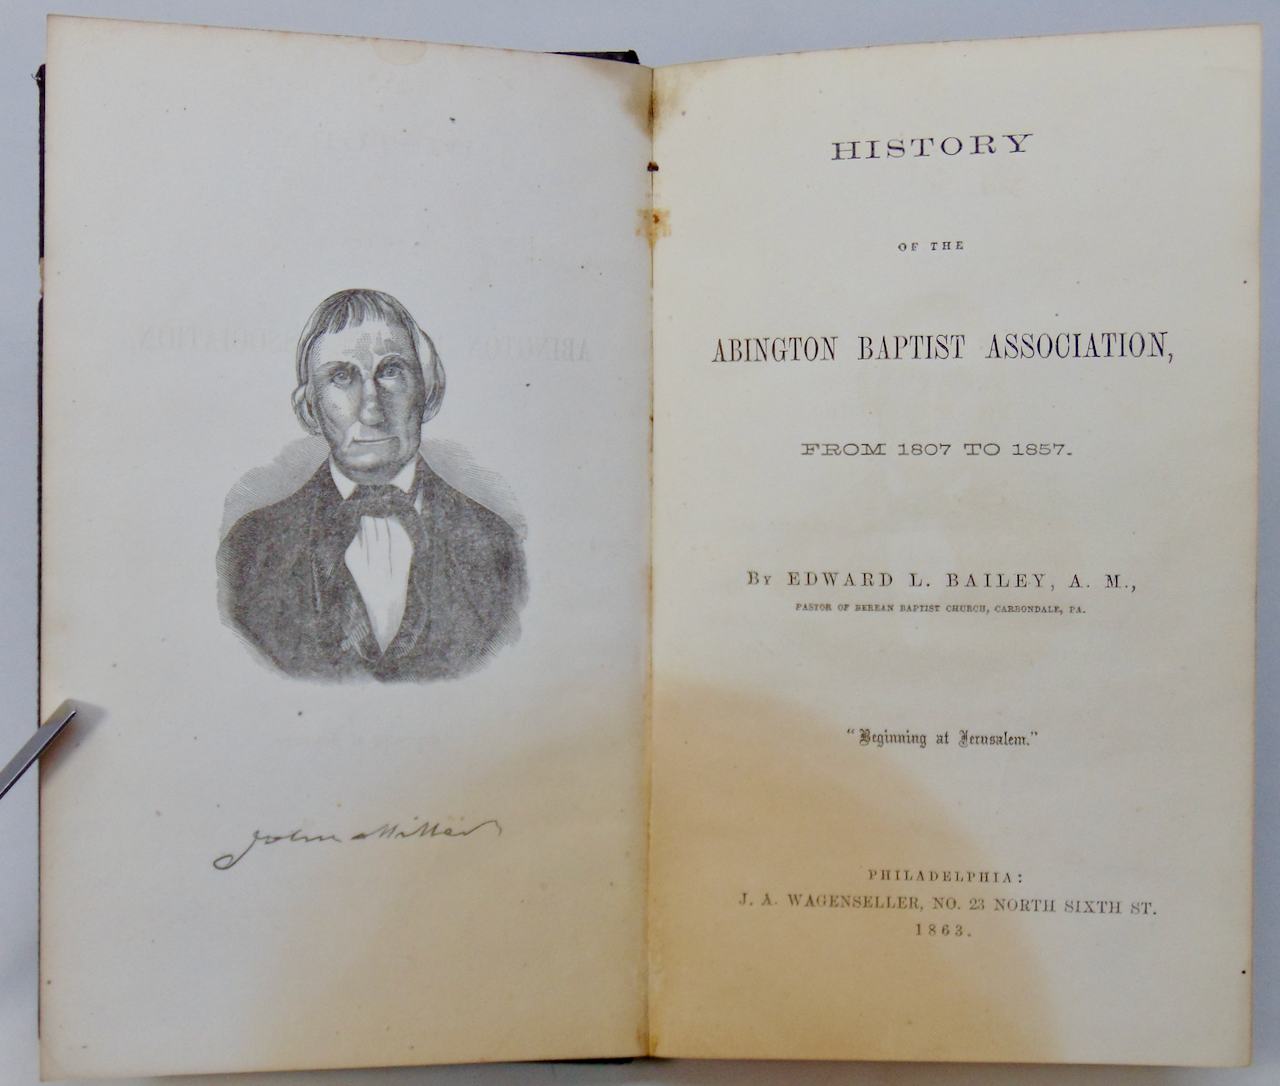 John Miller
HISTORY
OF THE
ABINGTON BAPTIST ASSOCIATION,
FROM 1807 TO 1857.
BY EDWARD L. BAILEY, A. M.,
PASTOR OF BEREAN BAPTIST CHURCH, CARBONDALE, PA.
"Beginning at Jerusalem."
PHILADELPHIA:
J. A. WAGENSELLER, NO. 23 NORTH SIXTH ST.
1863.